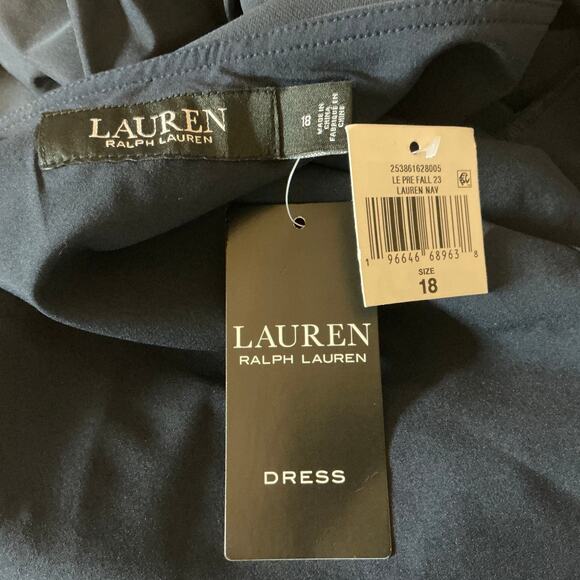 LAUREN
RALPH LAUREN
18
MADE IN
CHINA
FABRIQUÉ EN
CHINE
253861628005
LE PRE FALL 23
LAUREN NAV
1 96646 68963 8
SIZE
18
LAUREN
RALPH LAUREN
DRESS